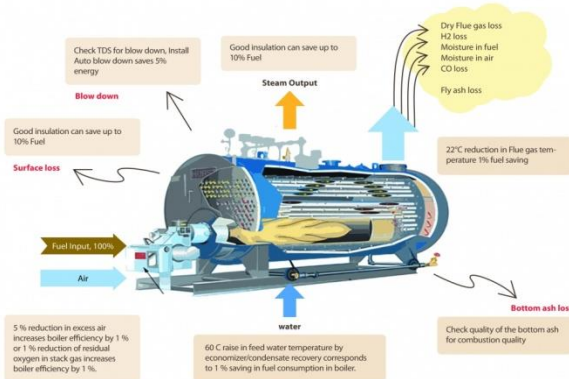 Check TDS for blow down, Install
Auto blow down saves 5%
energy
Blow down
Good insulation can save up to
10% Fuel
Steam Output
Dry Flue gas loss
H2 loss
Moisture in fuel
Moisture in air
CO loss
Fly ash loss
Good insulation can save up to
10% Fuel
Surface loss
22°C reduction in Flue gas tem-
perature 1% fuel saving
Fuel Input, 100%
Air
5 % reduction in excess air
increases boiler efficiency by 1 %
or 1 % reduction of residual
oxygen in stack gas increases
boiler efficiency by 1 %.
water
60 C raise in feed water temperature by
economizer/condensate recovery corresponds
to 1 % saving in fuel consumption in boiler.
Bottom ash loss
Check quality of the bottom ash
for combustion quality